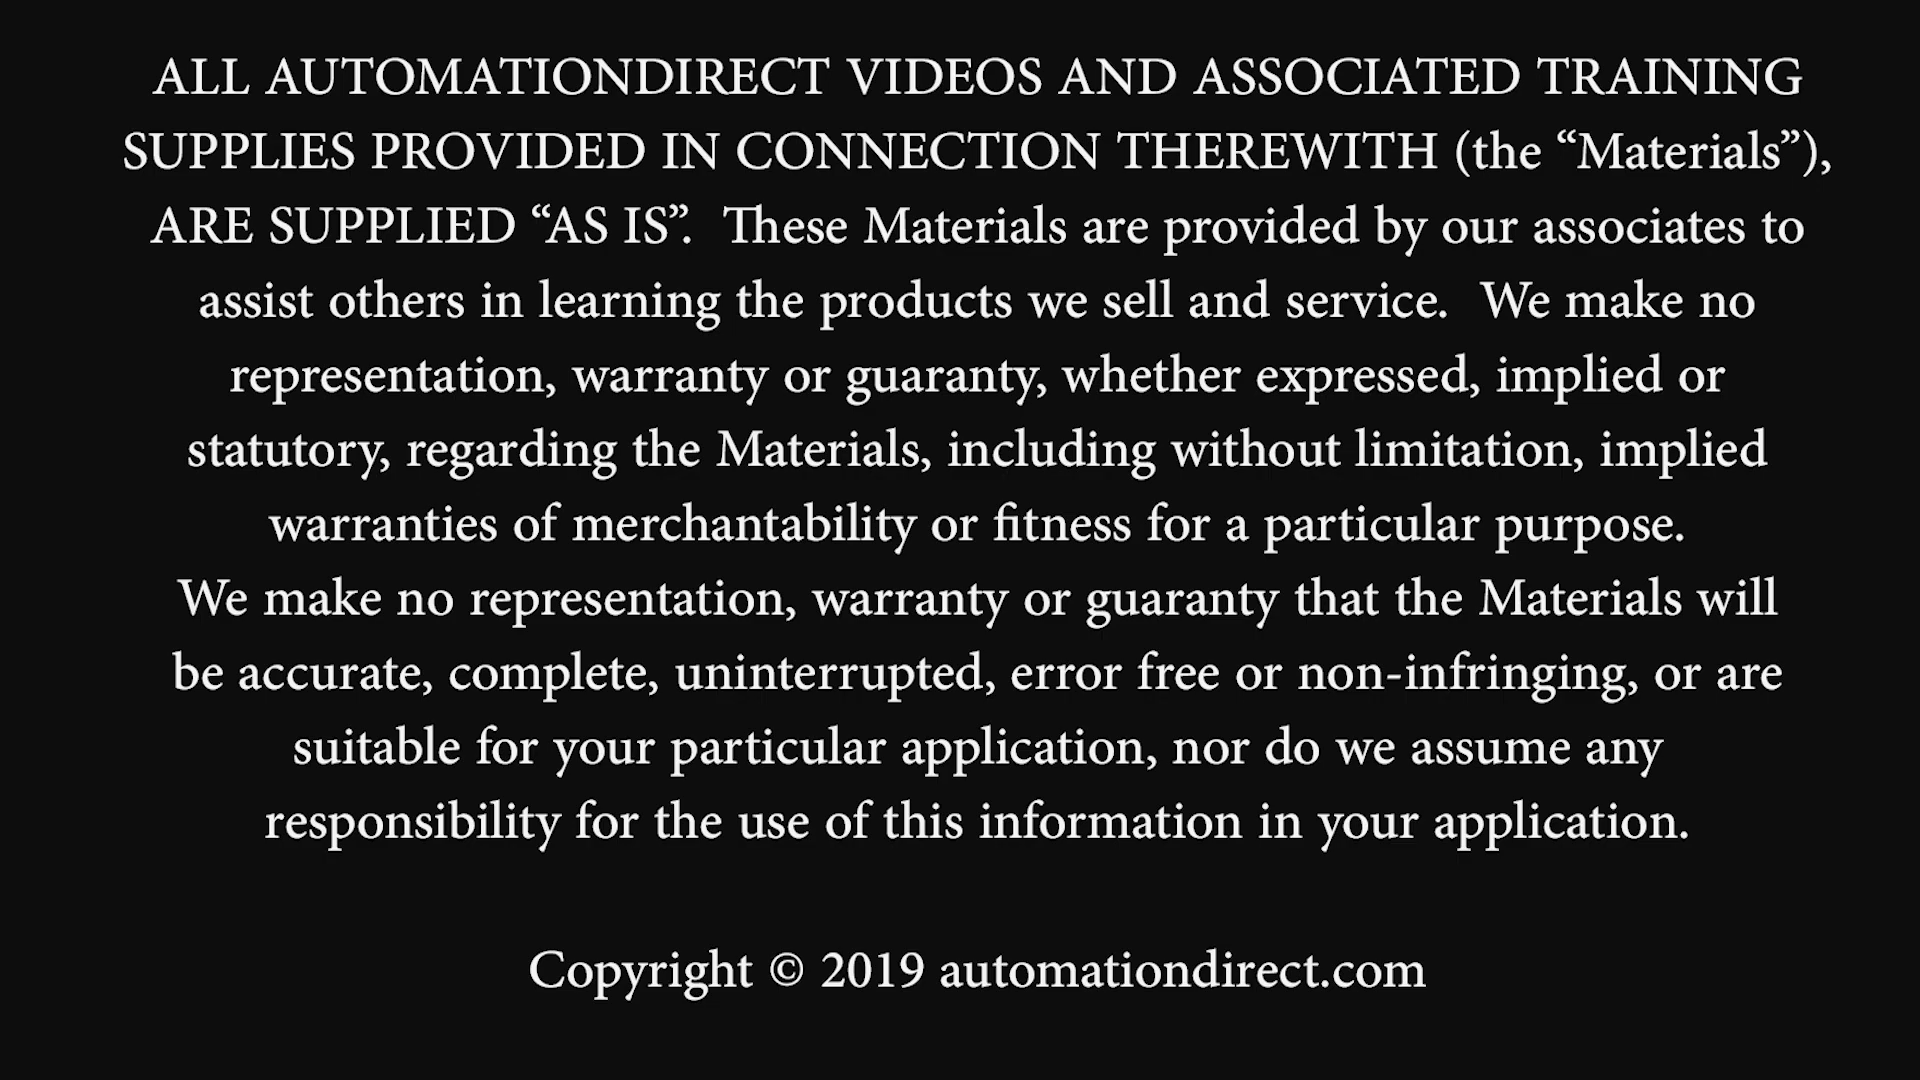 ALL AUTOMATIONDIRECT VIDEOS AND ASSOCIATED TRAINING
SUPPLIES PROVIDED IN CONNECTION THEREWITH (the “Materials”),
ARE SUPPLIED “AS IS”.  These Materials are provided by our associates to
assist others in learning the products we sell and service.  We make no
representation, warranty or guaranty, whether expressed, implied or
statutory, regarding the Materials, including without limitation, implied
warranties of merchantability or fitness for a particular purpose.
We make no representation, warranty or guaranty that the Materials will
be accurate, complete, uninterrupted, error free or non-infringing, or are
suitable for your particular application, nor do we assume any
responsibility for the use of this information in your application.
Copyright © 2019 automationdirect.com